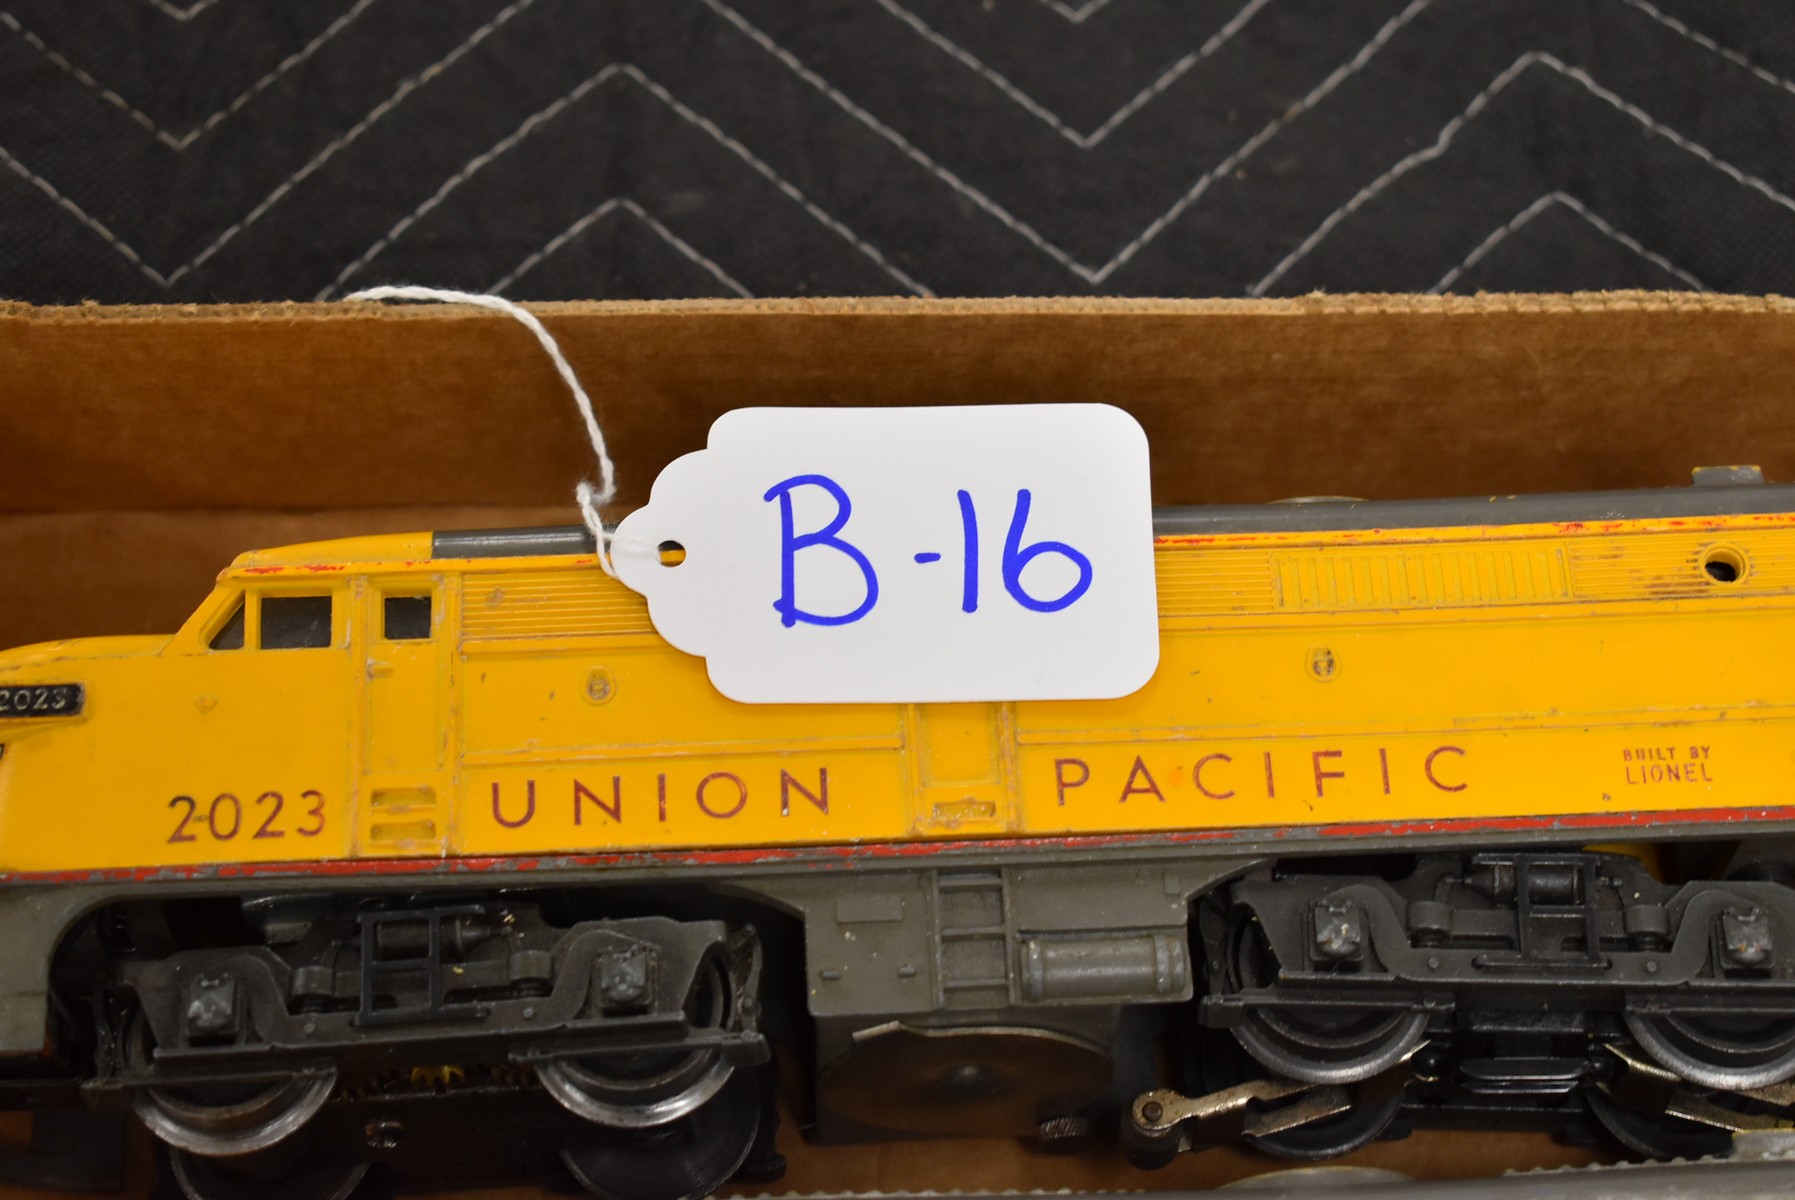 B-16
2023
2023
UNION PACIFIC
BUILT BY
LIONEL